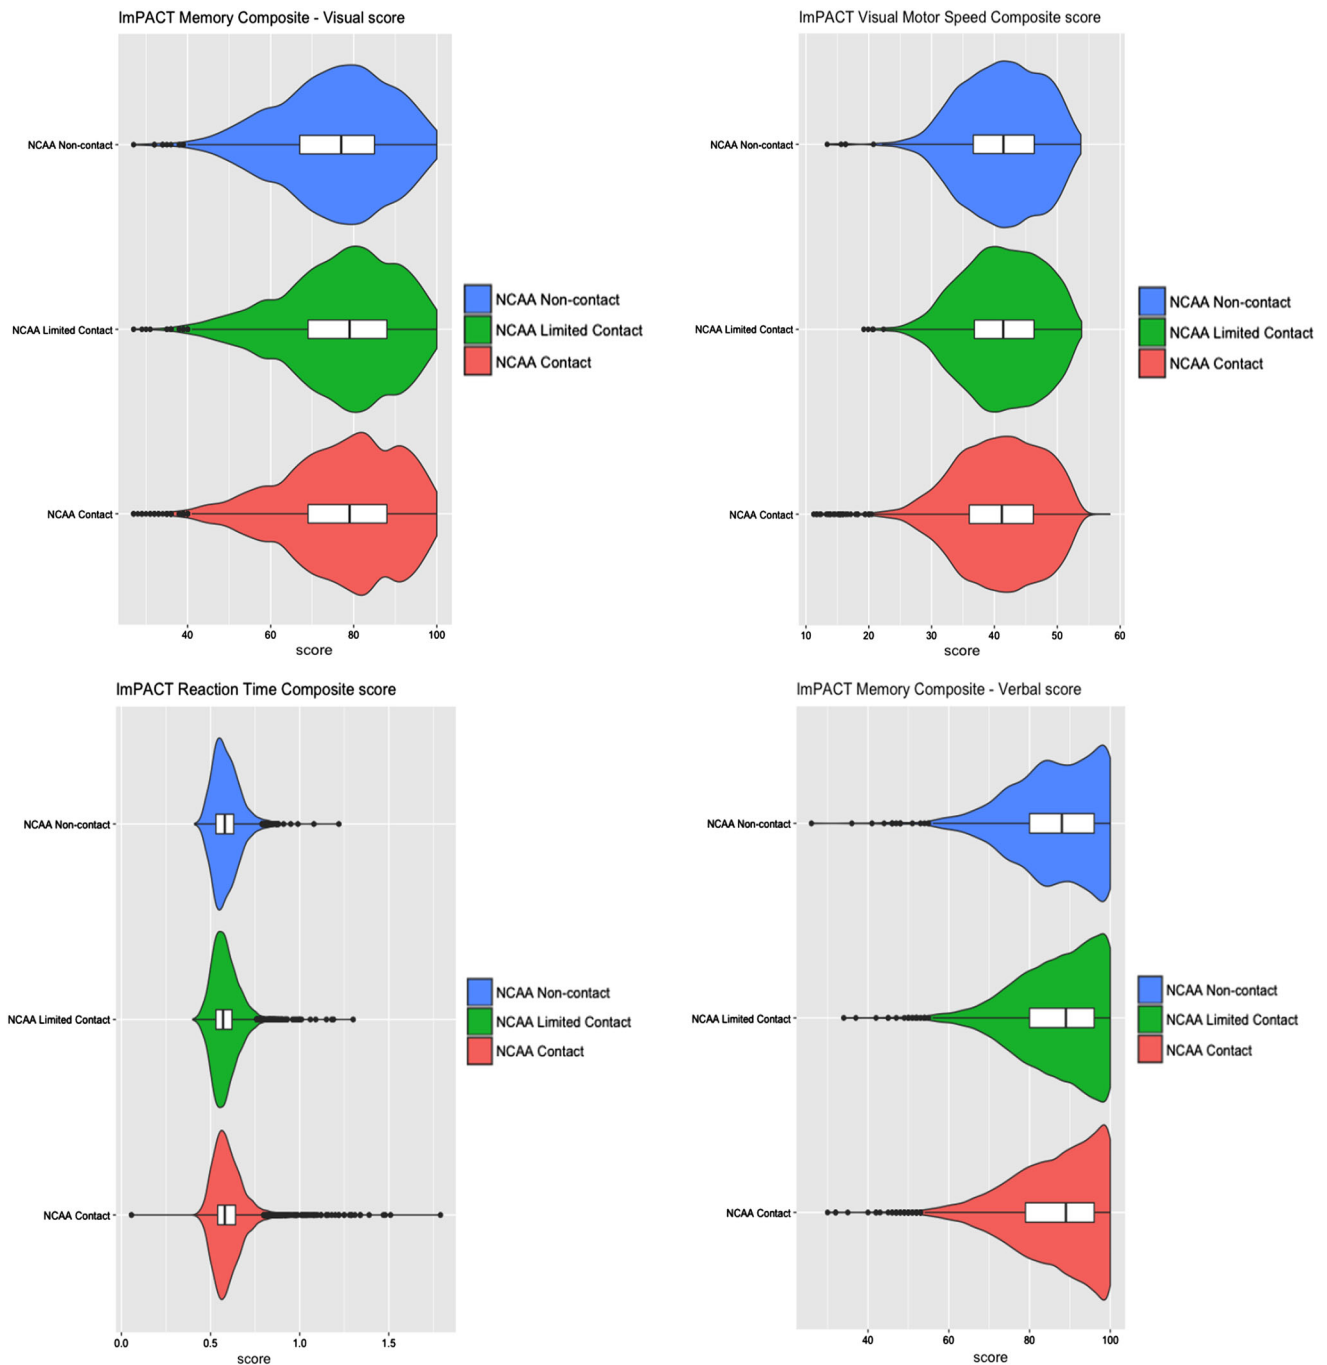 ImPACT Memory Composite - Visual score
NCAA Non-contact
NCAA Limited Contact
NCAA Contact
40 60 80 100
score
NCAA Non-contact
NCAA Limited Contact
NCAA Contact
ImPACT Visual Motor Speed Composite score
NCAA Non-contact
NCAA Limited Contact
NCAA Contact
10 20 30 40 50 60
score
NCAA Non-contact
NCAA Limited Contact
NCAA Contact
ImPACT Reaction Time Composite score
NCAA Non-contact
NCAA Limited Contact
NCAA Contact
0.0 0.5 1.0 1.5
score
NCAA Non-contact
NCAA Limited Contact
NCAA Contact
ImPACT Memory Composite - Verbal score
NCAA Non-contact
NCAA Limited Contact
NCAA Contact
40 60 80 100
score
NCAA Non-contact
NCAA Limited Contact
NCAA Contact